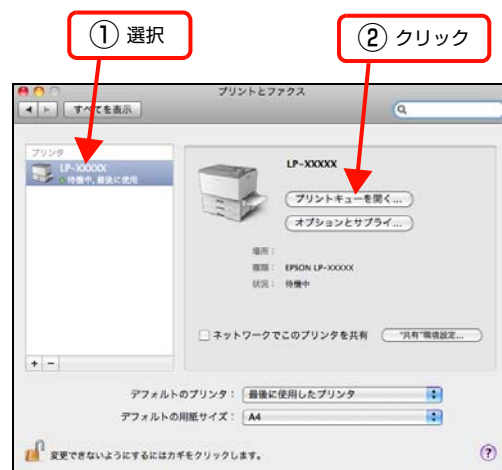 ① 選択
② クリック
プリントとファクス
すべてを表示
プリンタ
LP-XXXXX
待機中, 最後に使用
LP-XXXXX
プリントキューを開く...
オプションとサプライ...
場所：
種類： EPSON LP-XXXXX
状況： 待機中
ネットワークでこのプリンタを共有 "共有"環境設定...
+ -
デフォルトのプリンタ： 最後に使用したプリンタ
デフォルトの用紙サイズ： A4
変更できないようにするにはカギをクリックします。
?